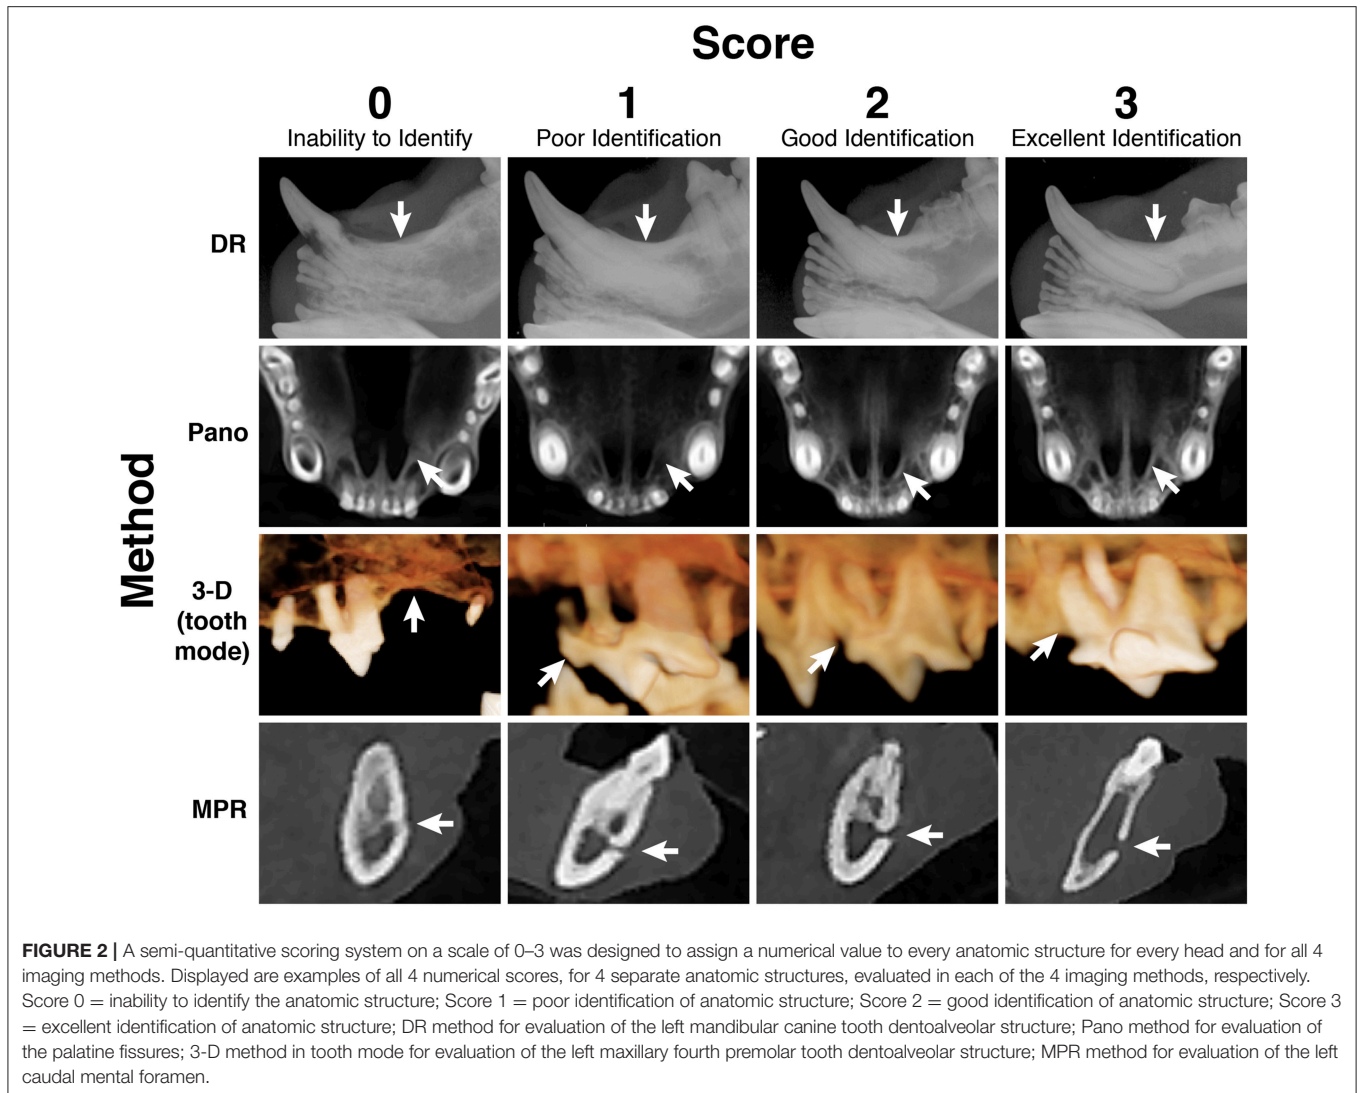 Score
0
Inability to Identify
1
Poor Identification
2
Good Identification
3
Excellent Identification
Method
DR
Pano
3-D
(tooth
mode)
MPR
FIGURE 2 | A semi-quantitative scoring system on a scale of 0–3 was designed to assign a numerical value to every anatomic structure for every head and for all 4
imaging methods. Displayed are examples of all 4 numerical scores, for 4 separate anatomic structures, evaluated in each of the 4 imaging methods, respectively.
Score 0 = inability to identify the anatomic structure; Score 1 = poor identification of anatomic structure; Score 2 = good identification of anatomic structure; Score 3
= excellent identification of anatomic structure; DR method for evaluation of the left mandibular canine tooth dentoalveolar structure; Pano method for evaluation of
the palatine fissures; 3-D method in tooth mode for evaluation of the left maxillary fourth premolar tooth dentoalveolar structure; MPR method for evaluation of the left
caudal mental foramen.